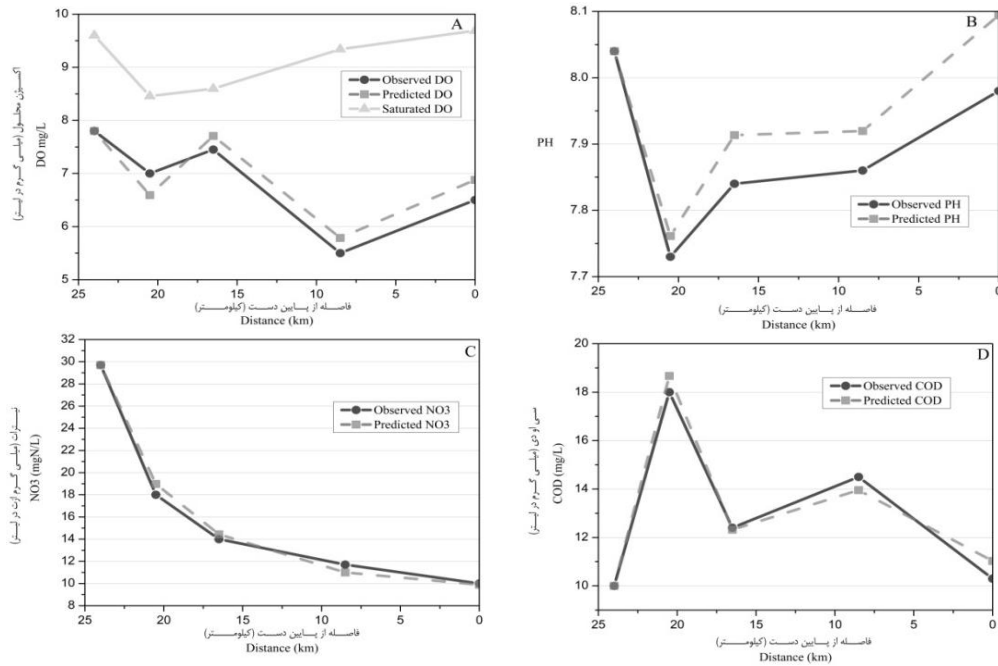 A
10
9
8
7
6
5
اکسیژن محلول (میلی گرم در لیتر)
DO mg/L
Observed DO
Predicted DO
Saturated DO
25 20 15 10 5 0
فاصله از پایین دست (کیلومتر)
Distance (km)
B
8.1
8.0
7.9
7.8
7.7
PH
Observed PH
Predicted PH
25 20 15 10 5 0
فاصله از پایین دست (کیلومتر)
Distance (km)
C
32
30
28
26
24
22
20
18
16
14
12
10
8
نیترات (میلی گرم ازت در لیتر)
NO3 (mgN/L)
Observed NO3
Predicted NO3
25 20 15 10 5 0
فاصله از پایین دست (کیلومتر)
Distance (km)
D
20
18
16
14
12
10
سی او دی (میلی گرم در لیتر)
COD (mg/L)
Observed COD
Predicted COD
25 20 15 10 5 0
فاصله از پایین دست (کیلومتر)
Distance (km)